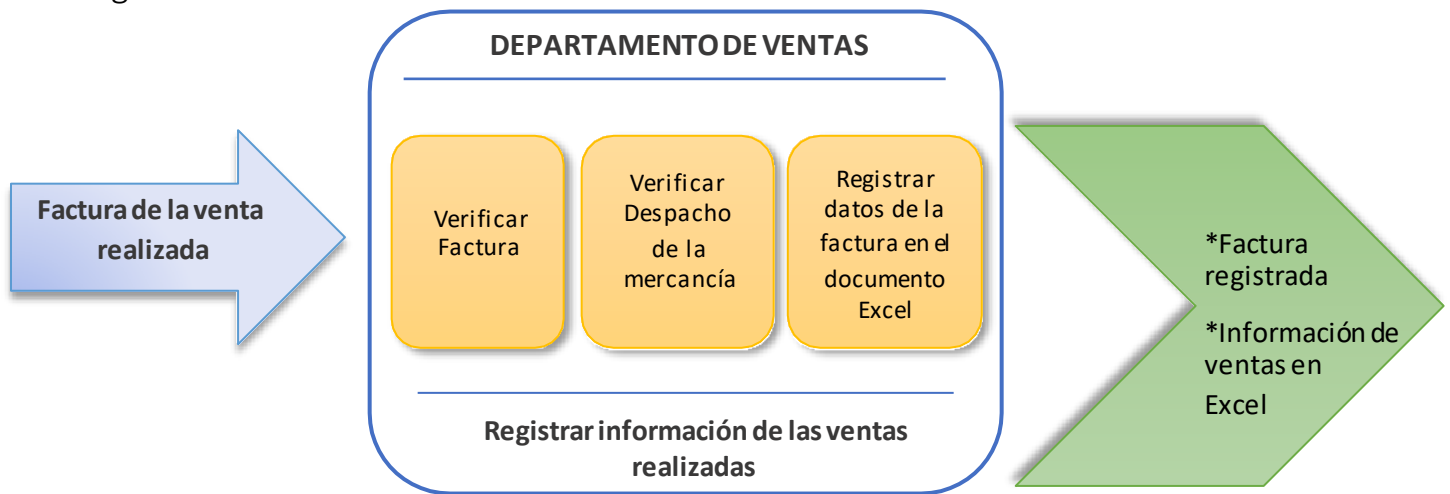 DEPARTAMENTO DE VENTAS
Factura de la venta
realizada
Verificar
Factura
Verificar
Despacho
de la
mercancía
Registrar
datos de la
factura en el
documento
Excel
*Factura
registrada
*Información de
ventas en
Excel
Registrar información de las ventas
realizadas